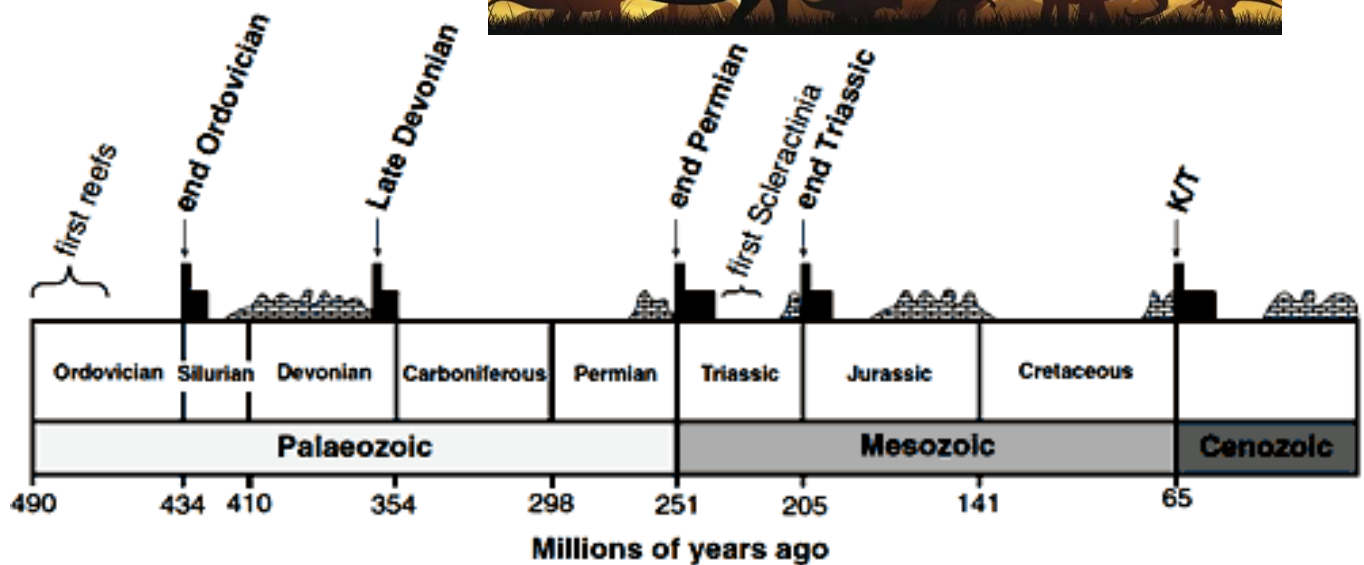 first reefs
end Ordovician
Late Devonian
end Permian
first Scleractinia
end Triassic
K/T
Ordovician Silurian Devonian Carboniferous Permian Triassic Jurassic Cretaceous
Palaeozoic Mesozoic Cenozoic
490 434 410 354 298 251 205 141 65
Millions of years ago